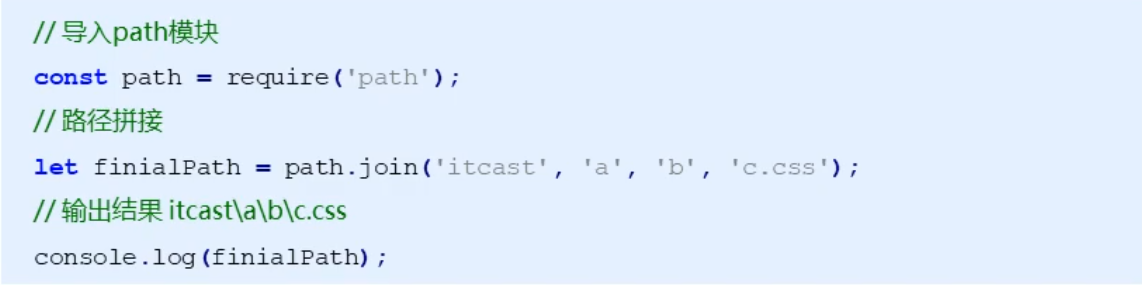 // 导入path模块
const path = require('path');
// 路径拼接
let finialPath = path.join('itcast', 'a', 'b', 'c.css');
// 输出结果 itcast\a\b\c.css
console.log(finialPath);